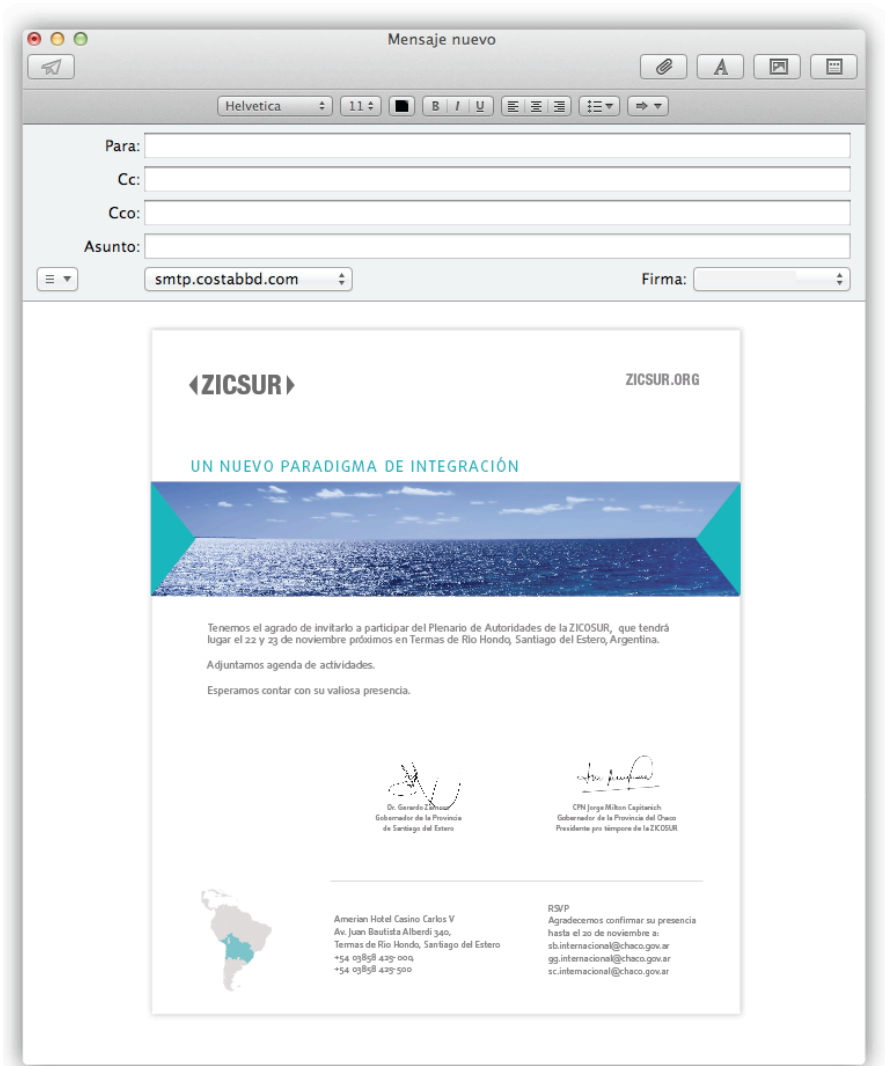 Mensaje nuevo
Helvetica 11 B I U
Para:
Cc:
Cco:
Asunto:
smtp.costabbd.com Firma:
ZICSUR ZICSUR.ORG
UN NUEVO PARADIGMA DE INTEGRACIÓN
Tenemos el agrado de invitarlo a participar del Plenario de Autoridades de la ZICOSUR, que tendrá
lugar el 22 y 23 de noviembre próximos en Termas de Río Hondo, Santiago del Estero, Argentina.
Adjuntamos agenda de actividades.
Esperamos contar con su valiosa presencia.
Dr. Gerardo Zamora
Gobernador de la Provincia
de Santiago del Estero
CPN Jorge Milton Capitanich
Gobernador de la Provincia del Chaco
Presidente pro témpore de la ZICOSUR
Amerian Hotel Casino Carlos V
Av. Juan Bautista Alberdi 340,
Termas de Río Hondo, Santiago del Estero
+54 03858 429-000,
+54 03858 429-500
RSVP
Agradecemos confirmar su presencia
hasta el 20 de noviembre a:
sb.internacional@chaco.gov.ar
gg.internacional@chaco.gov.ar
sc.internacional@chaco.gov.ar